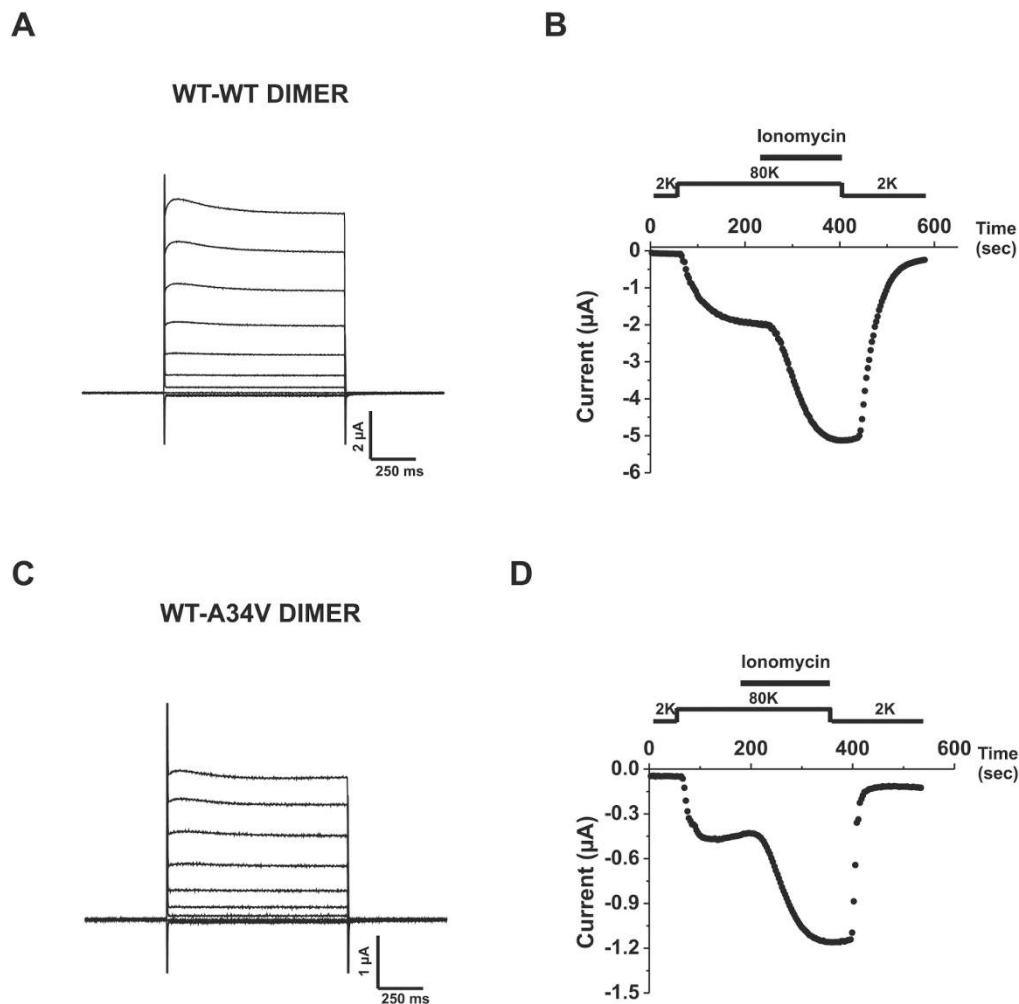 A
WT-WT DIMER
2 µA
250 ms
B
Ionomycin
80K
2K
2K
0 200 400 600
Time
(sec)
Current (µA)
0
-1
-2
-3
-4
-5
-6
C
WT-A34V DIMER
1 µA
250 ms
D
Ionomycin
80K
2K
2K
0 200 400 600
Time
(sec)
Current (µA)
0.0
-0.3
-0.6
-0.9
-1.2
-1.5